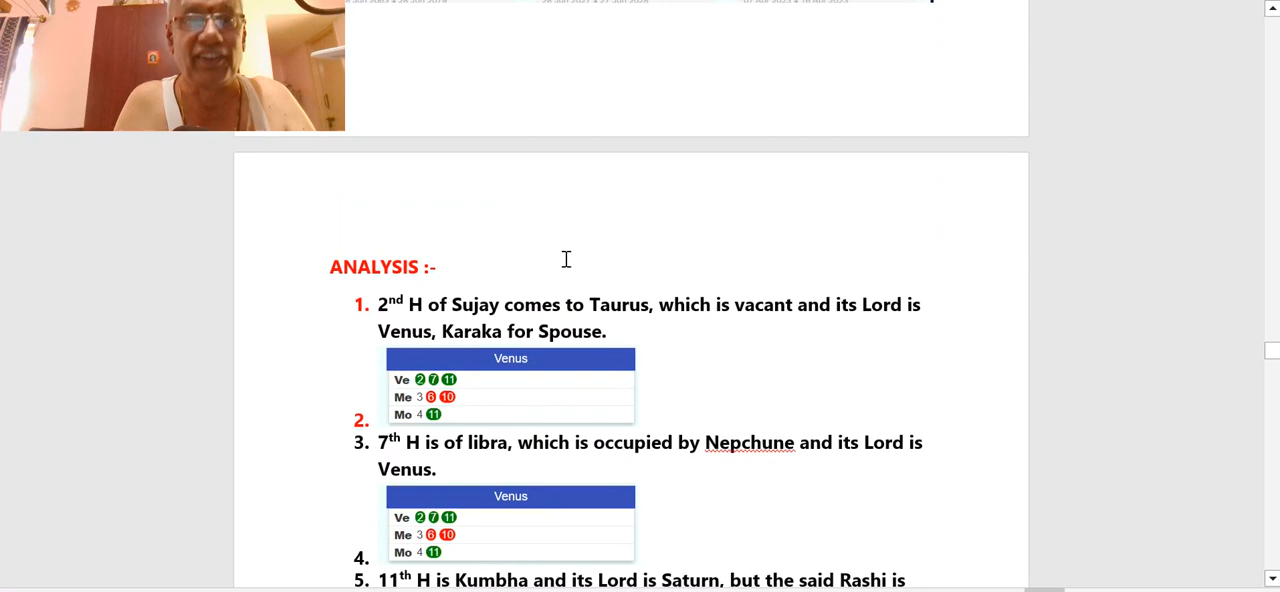 ANALYSIS :-
1. 2nd H of Sujay comes to Taurus, which is vacant and its Lord is
Venus, Karaka for Spouse.
Venus
Ve 2 7 11
Me 3 6 10
Mo 4 11
2.
3. 7th H is of libra, which is occupied by Nepchune and its Lord is
Venus.
Venus
Ve 2 7 11
Me 3 6 10
Mo 4 11
4.
5. 11th H is Kumbha and its Lord is Saturn, but the said Rashi is